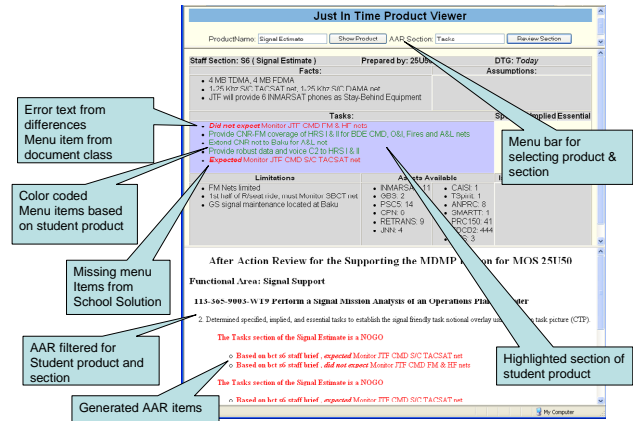 Just In Time Product Viewer
ProductName: Signal Estimate Show Product AAR Section: Tasks Review Section
Staff Section: S6 ( Signal Estimate ) Prepared by: 25U50 DTG: Today
Facts: Assumptions:
• 4 MB TDMA, 4 MB FDMA
• 1-25 Khz S/C TACSAT net, 1-25 Khz S/C DAMA net
• JTF will provide 6 INMARSAT phones as Stay-Behind Equipment
Tasks: Implied Essential
• Did not expect Monitor JTF CMD FM & HF nets
• Provide CNR-FM coverage of HRS I & II for BDE CMD, O&I, Fires and A&L nets
• Extend CNR net to Baku for A&L net
• Provide robust data and voice C2 to HRS I & II
• Expected Monitor JTF CMD S/C TACSAT net
Limitations Assets Available
• FM Nets limited
• 1st half of R/seat ride, must Monitor SBCT net
• GS signal maintenance located at Baku
• INMARSAT 11
• GBS: 2
• PSC5: 14
• CPN: 0
• RETRANS: 9
• JNN: 4
• CAISI: 1
• TSpirit: 1
• ANPRC: 8
• SMARTT: 1
PRC150: 41
EDCD2: 444
3
Error text from
differences
Menu item from
document class
Color coded
Menu items based
on student product
Missing menu
Items from
School Solution
AAR filtered for
Student product and
section
Generated AAR items
Menu bar for
selecting product &
section
Highlighted section of
student product
After Action Review for the Supporting the MDMP for MOS 25U50
Functional Area: Signal Support
113-365-9003-WT9 Perform a Signal Mission Analysis of an Operations Plan
2. Determined specified, implied, and essential tasks to establish the signal friendly task notional overlay task picture (CTP).
The Tasks section of the Signal Estimate is a NOGO
o Based on bct s6 staff brief , expected Monitor JTF CMD S/C TACSAT net
o Based on bct s6 staff brief , did not expect Monitor JTF CMD FM & HF nets
The Tasks section of the Signal Estimate is a NOGO
o Based on bct s6 staff brief , expected Monitor JTF CMD S/C TACSAT net
My Computer